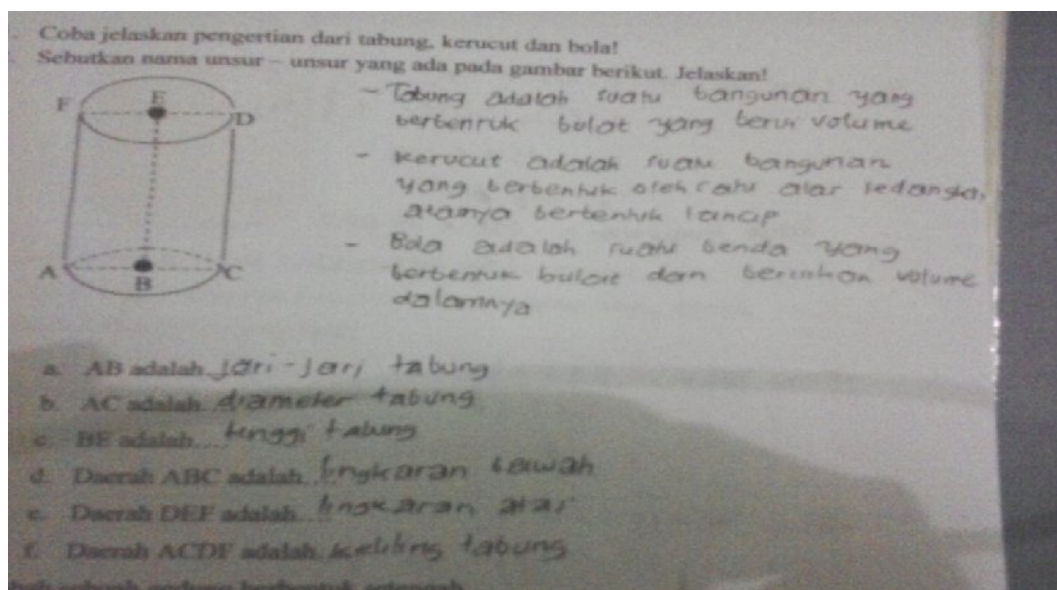 Coba jelaskan pengertian dari tabung, kerucut dan bola!
Sebutkan nama unsur – unsur yang ada pada gambar berikut. Jelaskan!
F E D
A B C
- Tabung adalah suatu bangunan yang
berbentuk bulat yang berisi volume
- Kerucut adalah suatu bangunan
yang berbentuk oleh satu alas sedangkan
atasnya berbentuk lancip
- Bola adalah suatu benda yang
berbentuk bulat dan volume
dalamnya
a. AB adalah jari-jari tabung
b. AC adalah diameter tabung
c. BE adalah... tinggi tabung
d. Daerah ABC adalah.. lingkaran bawah
e. Daerah DEF adalah.. lingkaran atas
f. Daerah ACDF adalah keliling tabung